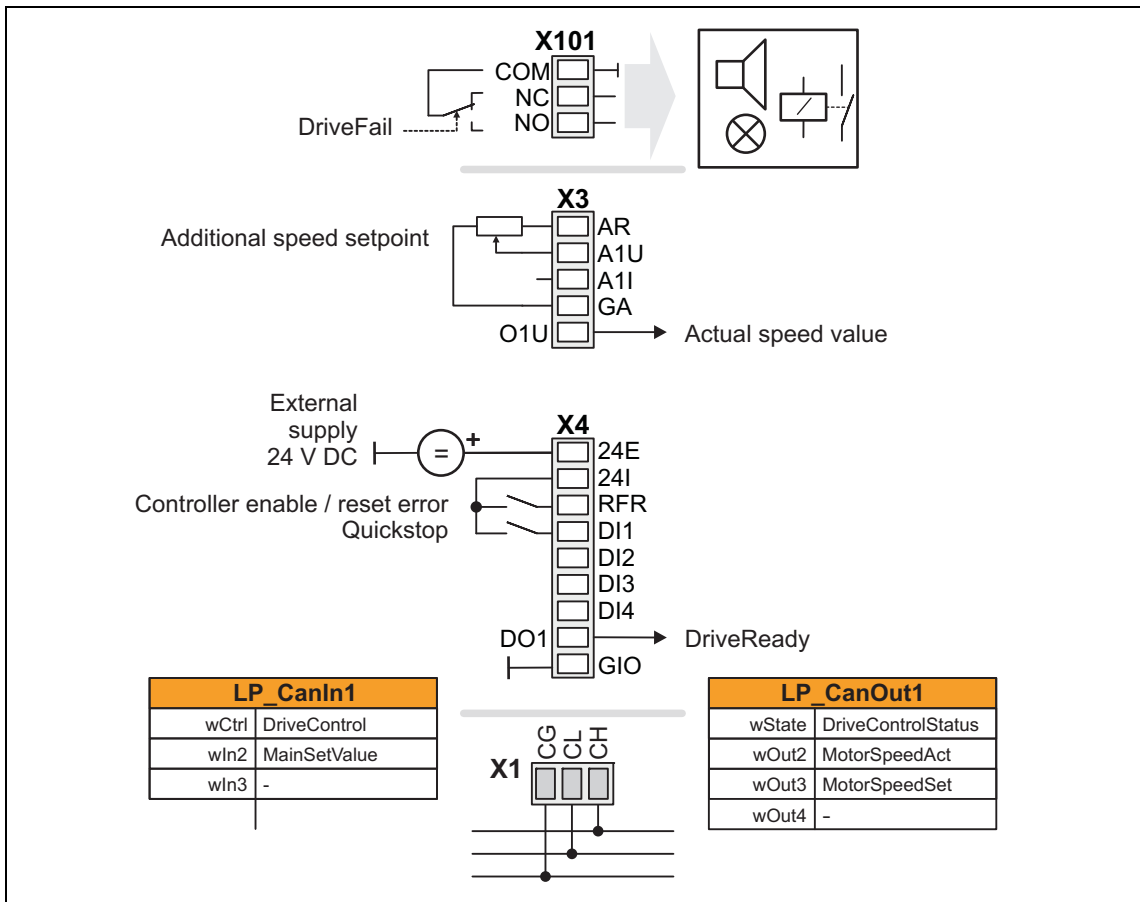 X101
COM
NC
NO
DriveFail
X3
Additional speed setpoint
AR
A1U
A1I
GA
O1U
Actual speed value
External
supply
24 V DC
=
+
X4
24E
24I
Controller enable / reset error
RFR
Quickstop
DI1
DI2
DI3
DI4
DO1
DriveReady
GIO
LP_CanIn1
wCtrl DriveControl
wIn2 MainSetValue
wIn3 -
X1
CG
CL
CH
LP_CanOut1
wState DriveControlStatus
wOut2 MotorSpeedAct
wOut3 MotorSpeedSet
wOut4 -